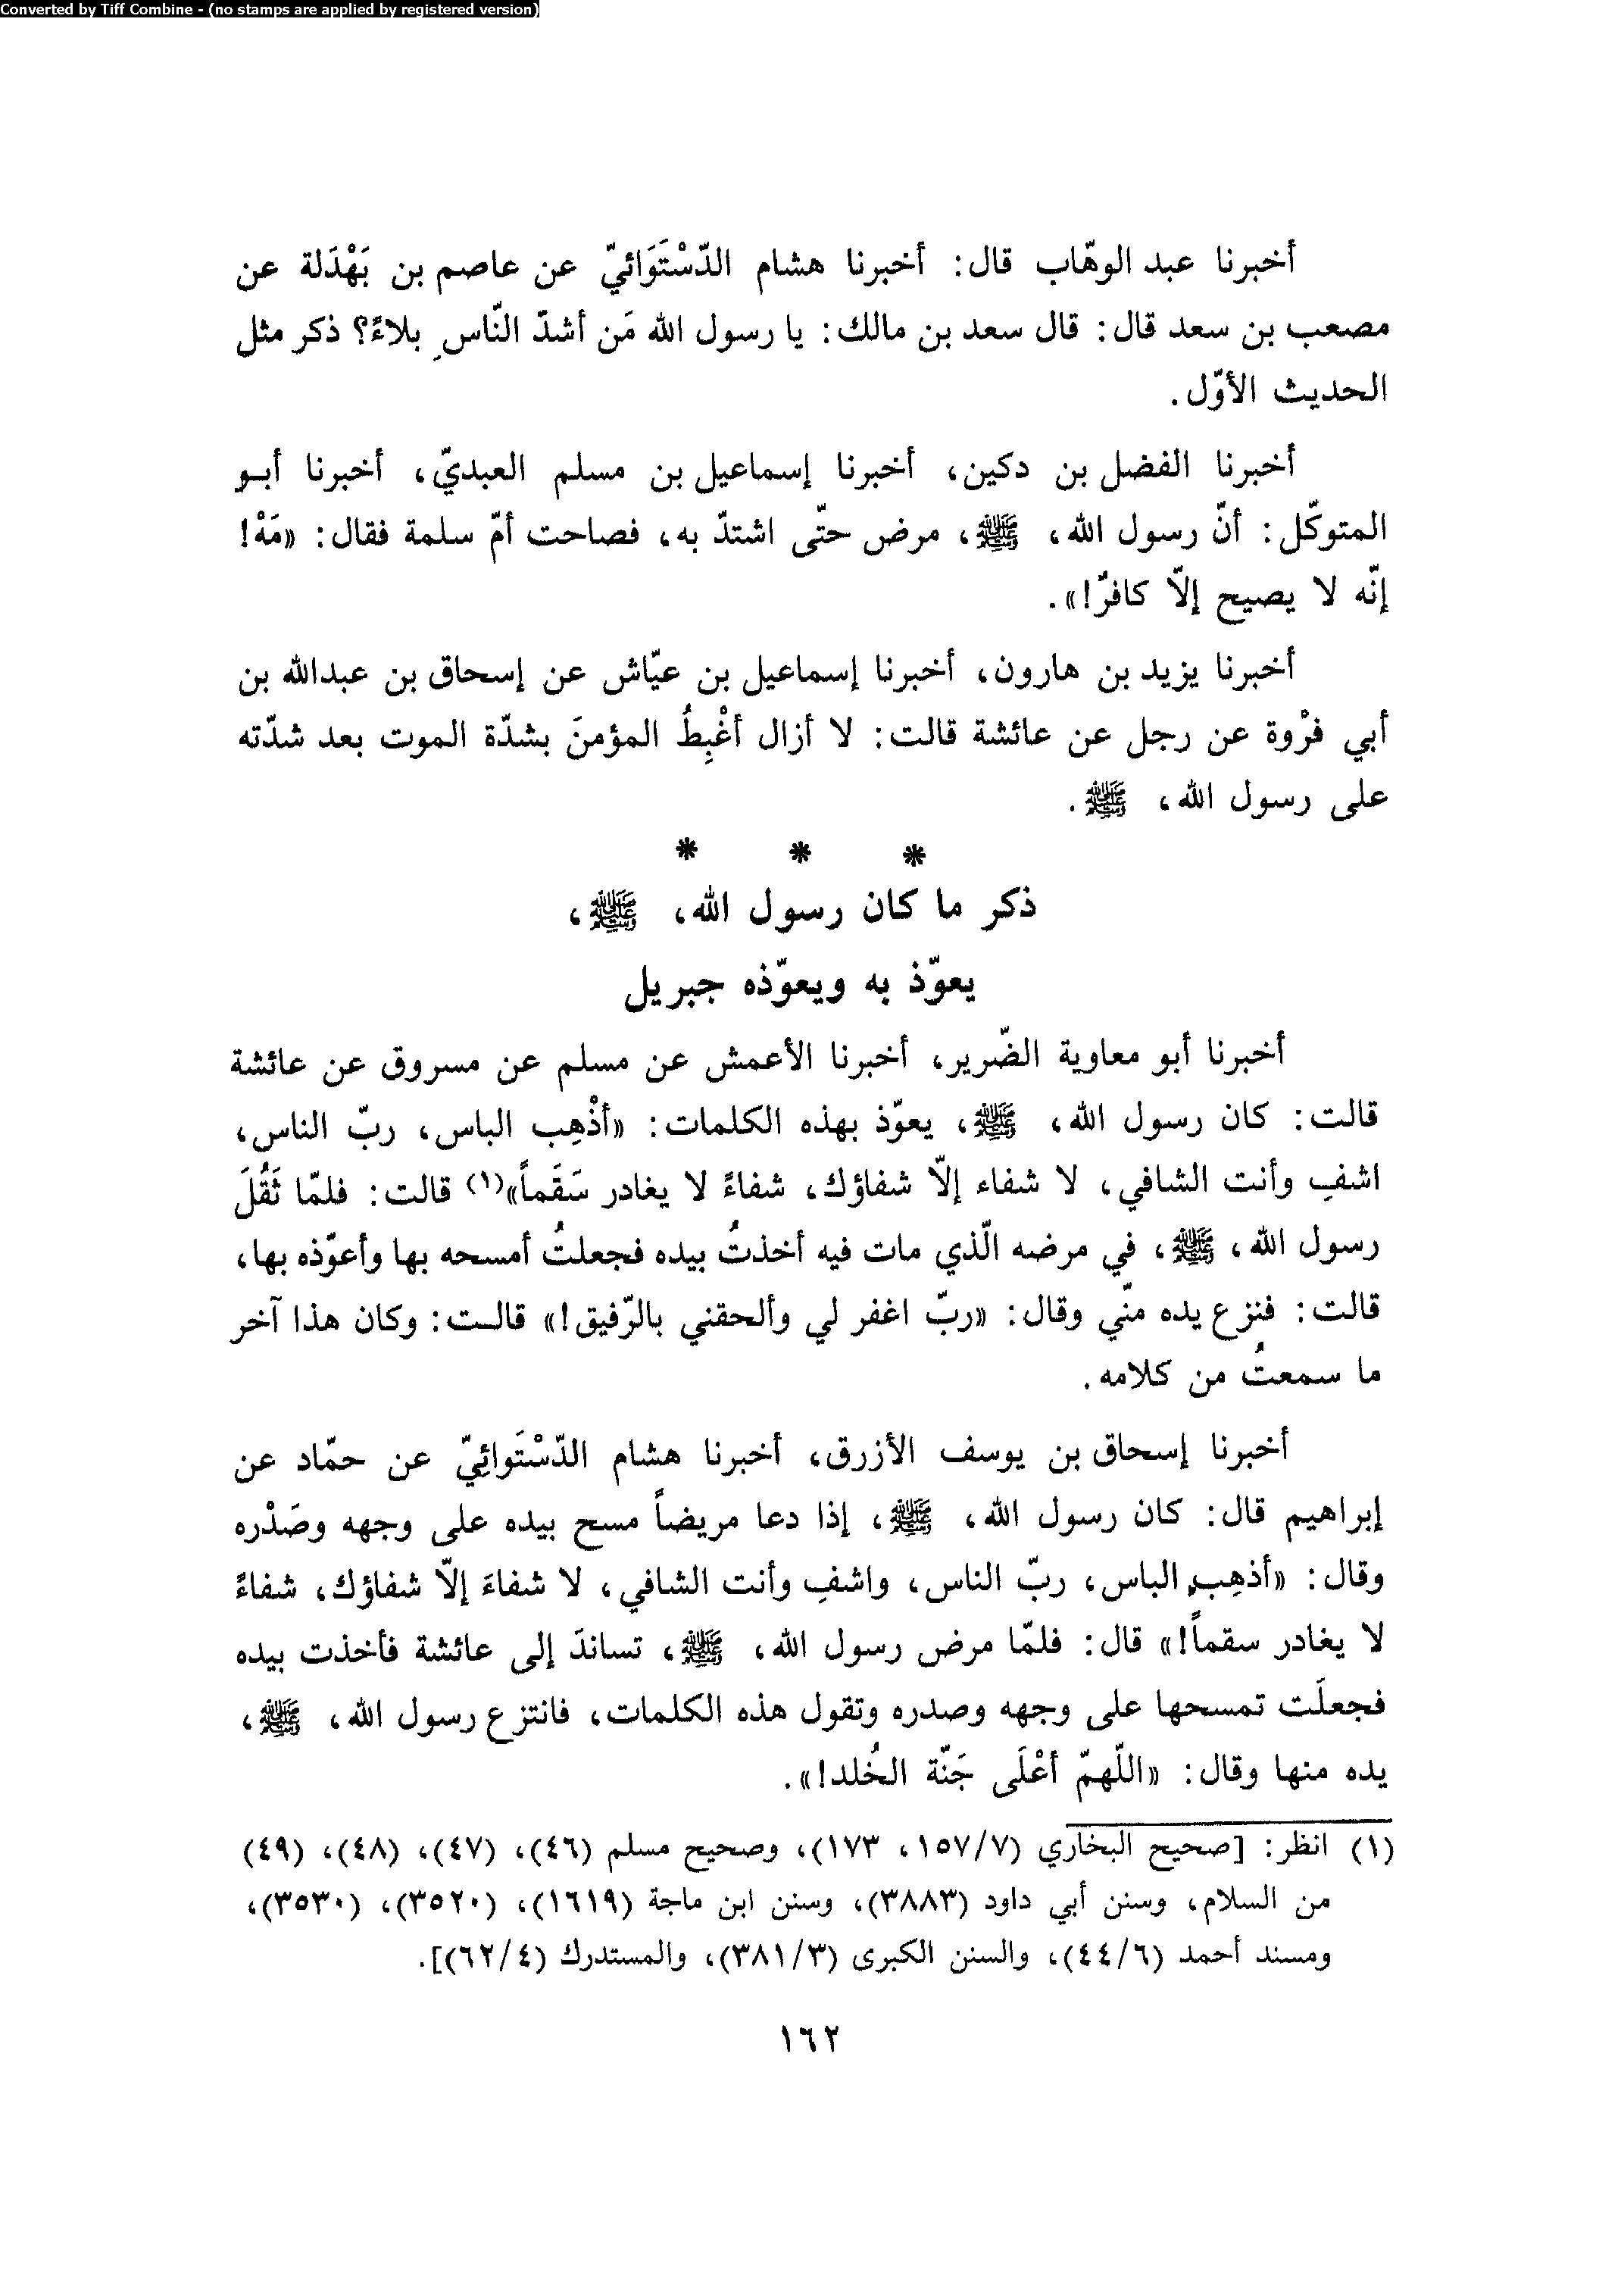 Converted by Tiff Combine - (no stamps are applied by registered version)
أخبرنا عبد الوهّاب قال: أخبرنا هشام الدّسْتَوَائيّ عن عاصم بن بَهْدَلة عن
مصعب بن سعد قال: قال سعد بن مالك: يا رسول الله مَن أشدّ النّاسِ بلاءً؟ ذكر مثل
الحديث الأوّل.
أخبرنا الفضل بن دكين، أخبرنا إسماعيل بن مسلم العبديّ، أخبرنا أبو
المتوكّل: أنّ رسول الله، ﷺ، مرض حتّى اشتدّ به، فصاحت أمّ سلمة فقال: «مَهْ!
إنّه لا يصيح إلّا كافرٌ!».
أخبرنا يزيد بن هارون، أخبرنا إسماعيل بن عيّاش عن إسحاق بن عبدالله بن
أبي فرْوة عن رجل عن عائشة قالت: لا أزال أغْبِطُ المؤمنَ بشدّة الموت بعد شدّته
على رسول الله، ﷺ.
* * *
ذكر ما كان رسول الله، ﷺ،
يعوّذ به ويعوّذه جبريل
أخبرنا أبو معاوية الضّرير، أخبرنا الأعمش عن مسلم عن مسروق عن عائشة
قالت: كان رسول الله، ﷺ، يعوّذ بهذه الكلمات: «أذْهِب الباس، ربّ الناس،
اشفِ وأنت الشافي، لا شفاء إلّا شفاؤك، شفاءً لا يغادر سَقَماً»(١) قالت: فلمّا ثَقُلَ
رسول الله، ﷺ، في مرضه الّذي مات فيه أخذتُ بيده فجعلتُ أمسحه بها وأعوّذه بها،
قالت: فنزع يده منّي وقال: «ربّ اغفر لي وألحقني بالرّفيق!» قالت: وكان هذا آخر
ما سمعتُ من كلامه.
أخبرنا إسحاق بن يوسف الأزرق، أخبرنا هشام الدّسْتَوائِيّ عن حمّاد عن
إبراهيم قال: كان رسول الله، ﷺ، إذا دعا مريضاً مسح بيده على وجهه وصَدْره
وقال: «أذهِب الباس، ربّ الناس، واشفِ وأنت الشافي، لا شفاءَ إلّا شفاؤك، شفاءً
لا يغادر سقماً!» قال: فلمّا مرض رسول الله، ﷺ، تساندَ إلى عائشة فأخذت بيده
فجعلَت تمسحها على وجهه وصدره وتقول هذه الكلمات، فانتزع رسول الله، ﷺ،
يده منها وقال: «اللّهمّ أعْلَى جَنّة الخُلد!».
(١) انظر: [صحيح البخاري (١٥٧/٧، ١٧٣)، وصحيح مسلم (٤٦)، (٤٧)، (٤٨)، (٤٩)
من السلام، وسنن أبي داود (٣٨٨٣)، وسنن ابن ماجة (١٦١٩)، (٣٥٢٠)، (٣٥٣٠)،
ومسند أحمد (٤٤/٦)، والسنن الكبرى (٣٨١/٣)، والمستدرك (٦٢/٤)].
١٦٢